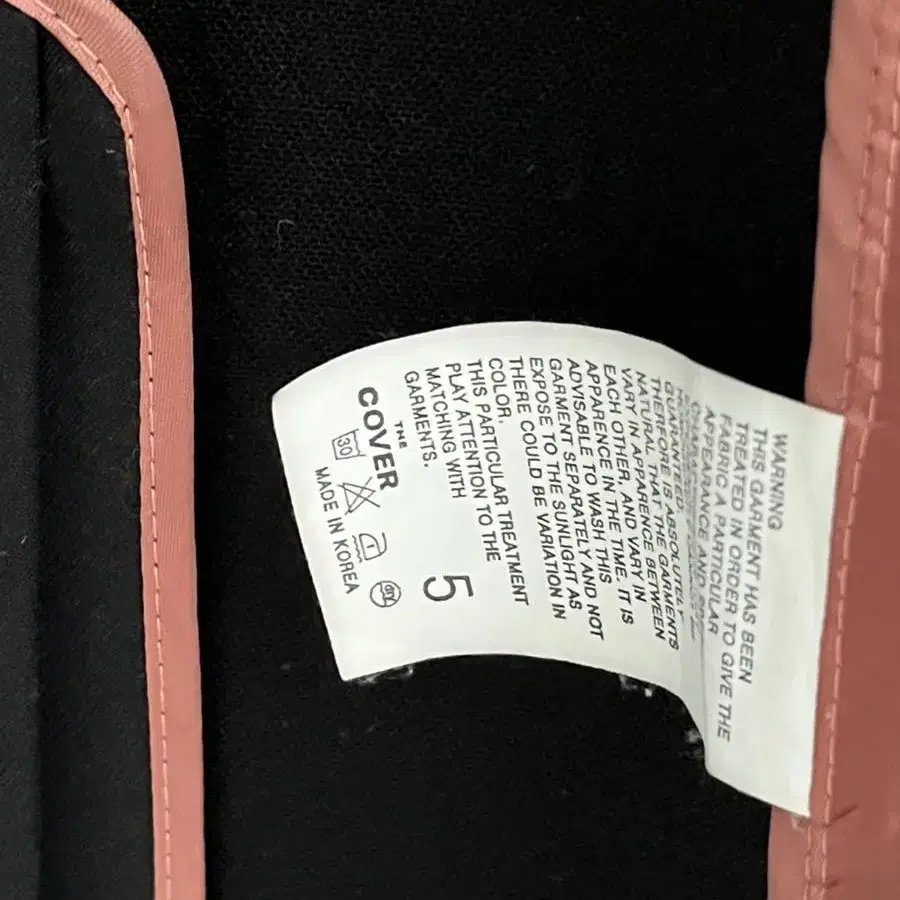 WARNING
THIS GARMENT HAS BEEN
TREATED IN ORDER TO GIVE THE
FABRIC A PARTICULAR
APPEARANCE AND
GUARANTEED,
THEREFORE IS ABSOLUTELY
NATURAL THAT THE GARMENTS
VARY IN APPARENCE BETWEEN
EACH OTHER, AND VARY IN
APPARENCE IN THE TIME. IT IS
ADVISABLE TO WASH THIS
GARMENT SEPARATELY AND NOT
EXPOSE TO THE SUNLIGHT AS
THERE COULD BE VARIATION IN
COLOR.
THIS PARTICULAR TREATMENT
PLAY ATTENTION TO THE
MATCHING WITH
GARMENTS.
5
THE
COVER
30
MADE IN KOREA